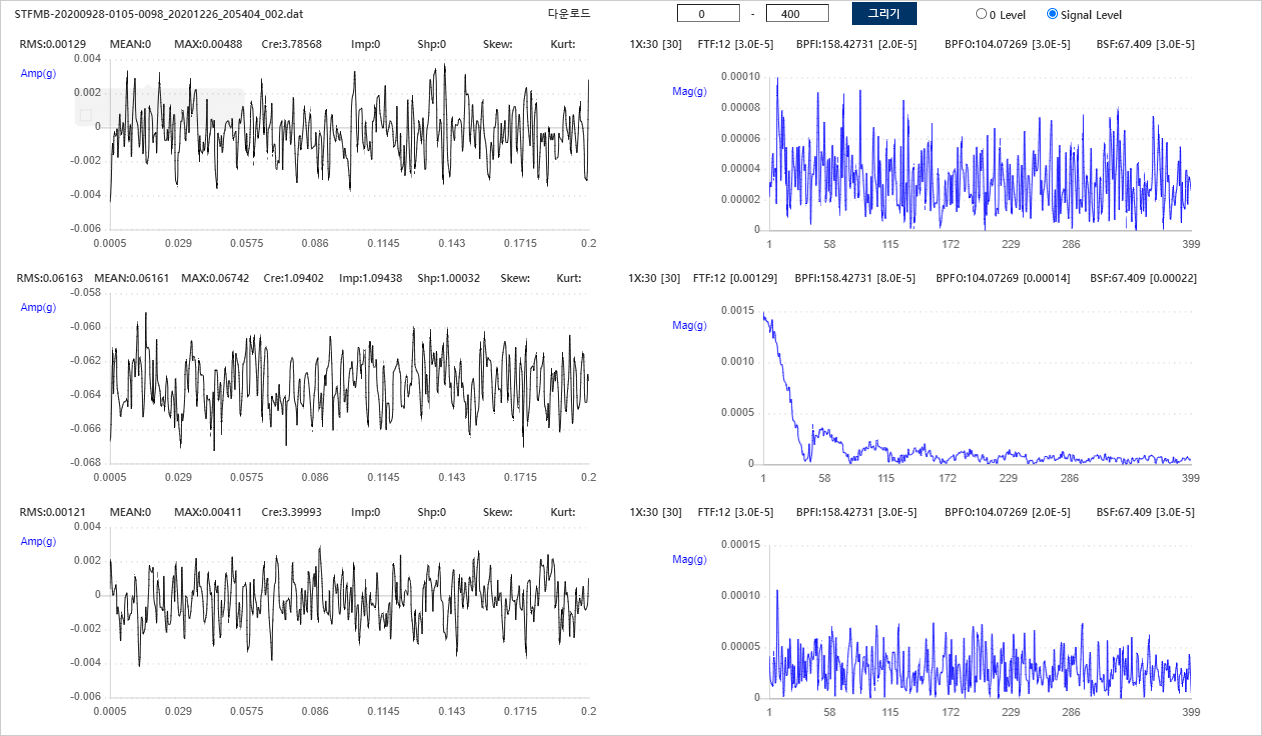 STFMB-20200928-0105-0098_20201226_205404_002.dat 다운로드 0 - 400 그리기 0 Level Signal Level
RMS:0.00129 MEAN:0 MAX:0.00488 Cre:3.78568 Imp:0 Shp:0 Skew: Kurt:
Amp(g)
0.004
0.002
0
-0.002
-0.004
-0.006
0.0005 0.029 0.0575 0.086 0.1145 0.143 0.1715 0.2
1X:30 [30] FTF:12 [3.0E-5] BPFI:158.42731 [2.0E-5] BPFO:104.07269 [3.0E-5] BSF:67.409 [3.0E-5]
Mag(g)
0.00010
0.00008
0.00006
0.00004
0.00002
0
1 58 115 172 229 286 399
RMS:0.06163 MEAN:0.06161 MAX:0.06742 Cre:1.09402 Imp:1.09438 Shp:1.00032 Skew: Kurt:
Amp(g)
-0.058
-0.060
-0.062
-0.064
-0.066
-0.068
0.0005 0.029 0.0575 0.086 0.1145 0.143 0.1715 0.2
1X:30 [30] FTF:12 [0.00129] BPFI:158.42731 [8.0E-5] BPFO:104.07269 [0.00014] BSF:67.409 [0.00022]
Mag(g)
0.0015
0.0010
0.0005
0
1 58 115 172 229 286 399
RMS:0.00121 MEAN:0 MAX:0.00411 Cre:3.39993 Imp:0 Shp:0 Skew: Kurt:
Amp(g)
0.004
0.002
0
-0.002
-0.004
-0.006
0.0005 0.029 0.0575 0.086 0.1145 0.143 0.1715 0.2
1X:30 [30] FTF:12 [3.0E-5] BPFI:158.42731 [3.0E-5] BPFO:104.07269 [2.0E-5] BSF:67.409 [3.0E-5]
Mag(g)
0.00015
0.00010
0.00005
0
1 58 115 172 229 286 399